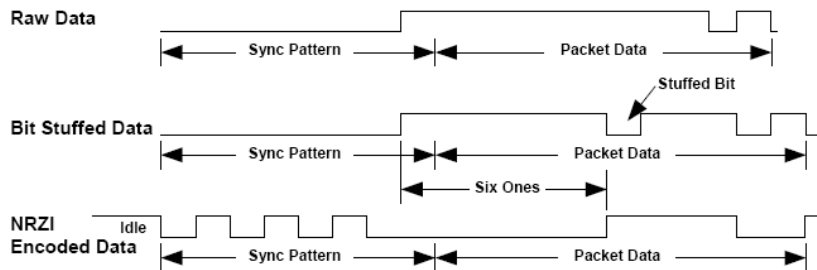 Raw Data
Sync Pattern
Packet Data
Stuffed Bit
Bit Stuffed Data
Sync Pattern
Packet Data
Six Ones
NRZI
Idle
Encoded Data
Sync Pattern
Packet Data